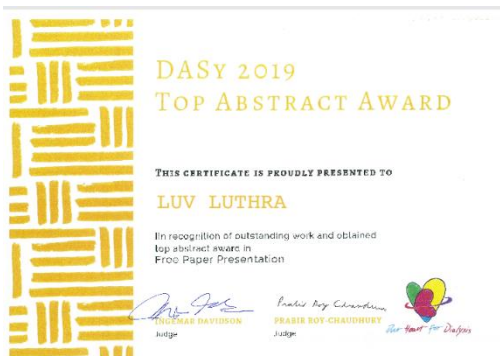 DASy 2019
Top Abstract Award
This certificate is proudly presented to
LUV LUTHRA
In recognition of outstanding work and obtained
top abstract award in
Free Paper Presentation
Prabir Roy Chaudhury
INGEMAR DAVIDSON
PRABIR ROY-CHAUDHURY
Judge
Judge
Our Heart for Dialysis